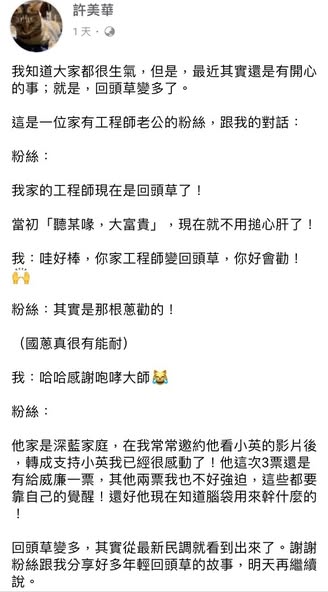 許美華
1 天 ·
我知道大家都很生氣，但是，最近其實還是有開心
的事；就是，回頭草變多了。
這是一位家有工程師老公的粉絲，跟我的對話：
粉絲：
我家的工程師現在是回頭草了！
當初「聽某喙，大富貴」，現在就不用搥心肝了！
我：哇好棒，你家工程師變回頭草，你好會勸！
🙌
粉絲：其實是那根蔥勸的！
（國蔥真很有能耐）
我：哈哈感謝咆哮大師😹
粉絲：
他家是深藍家庭，在我常常邀約他看小英的影片後
，轉成支持小英我已經很感動了！他這次3票還是
有給威廉一票，其他兩票我也不好強迫，這些都要
靠自己的覺醒！還好他現在知道腦袋用來幹什麼的
！
回頭草變多，其實從最新民調就看到出來了。謝謝
粉絲跟我分享好多年輕回頭草的故事，明天再繼續
說。